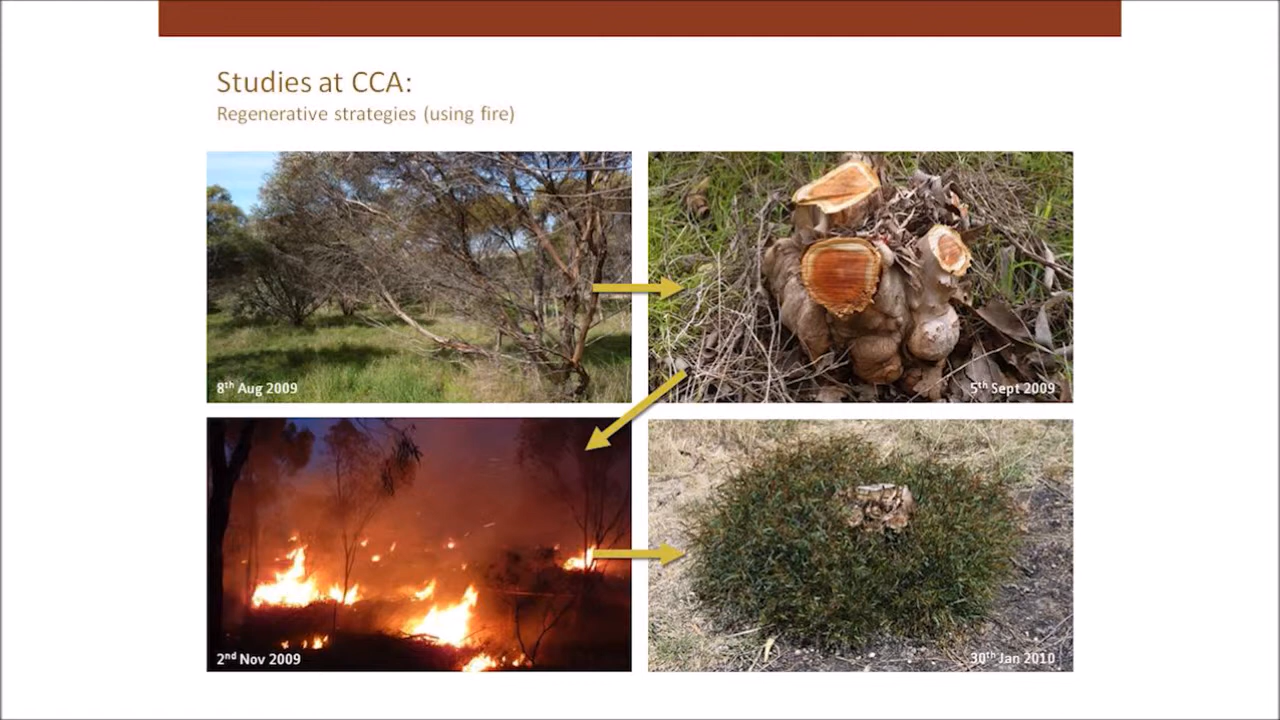 Studies at CCA:
Regenerative strategies (using fire)
8th Aug 2009
5th Sept 2009
2nd Nov 2009
30th Jan 2010